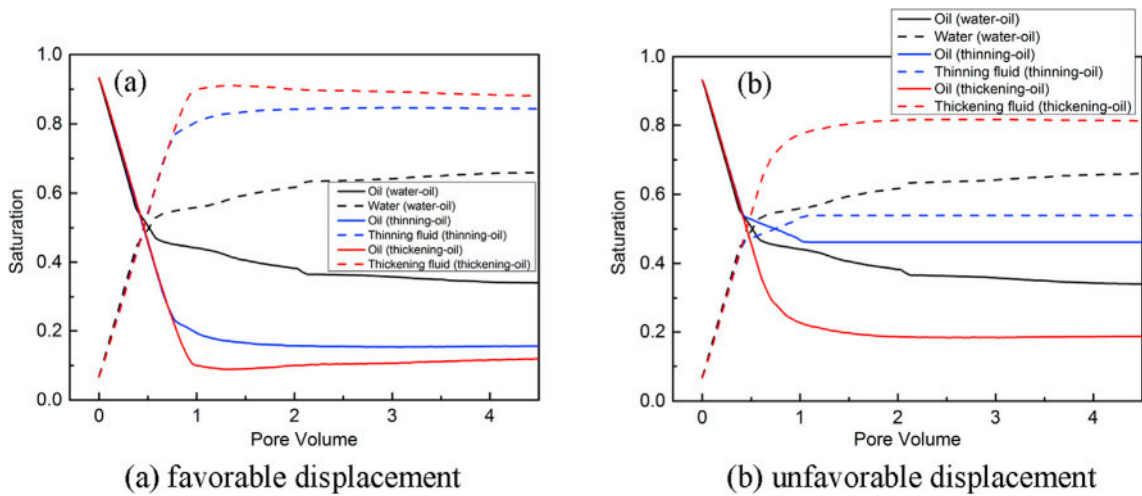 (a)
Saturation
1.0
0.8
0.6
0.4
0.2
0.0
Oil (water-oil)
Water (water-oil)
Oil (thinning-oil)
Thinning fluid (thinning-oil)
Oil (thickening-oil)
Thickening fluid (thickening-oil)
0 1 2 3 4
Pore Volume
(a) favorable displacement
Oil (water-oil)
Water (water-oil)
Oil (thinning-oil)
Thinning fluid (thinning-oil)
Oil (thickening-oil)
Thickening fluid (thickening-oil)
(b)
Saturation
1.0
0.8
0.6
0.4
0.2
0.0
0 1 2 3 4
Pore Volume
(b) unfavorable displacement